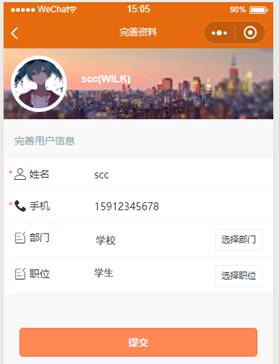 WeChat 15:05 98%
完善资料
scc(WILK)
完善用户信息
* 姓名 scc
* 手机 15912345678
部门 学校 选择部门
职位 学生 选择职位
提交